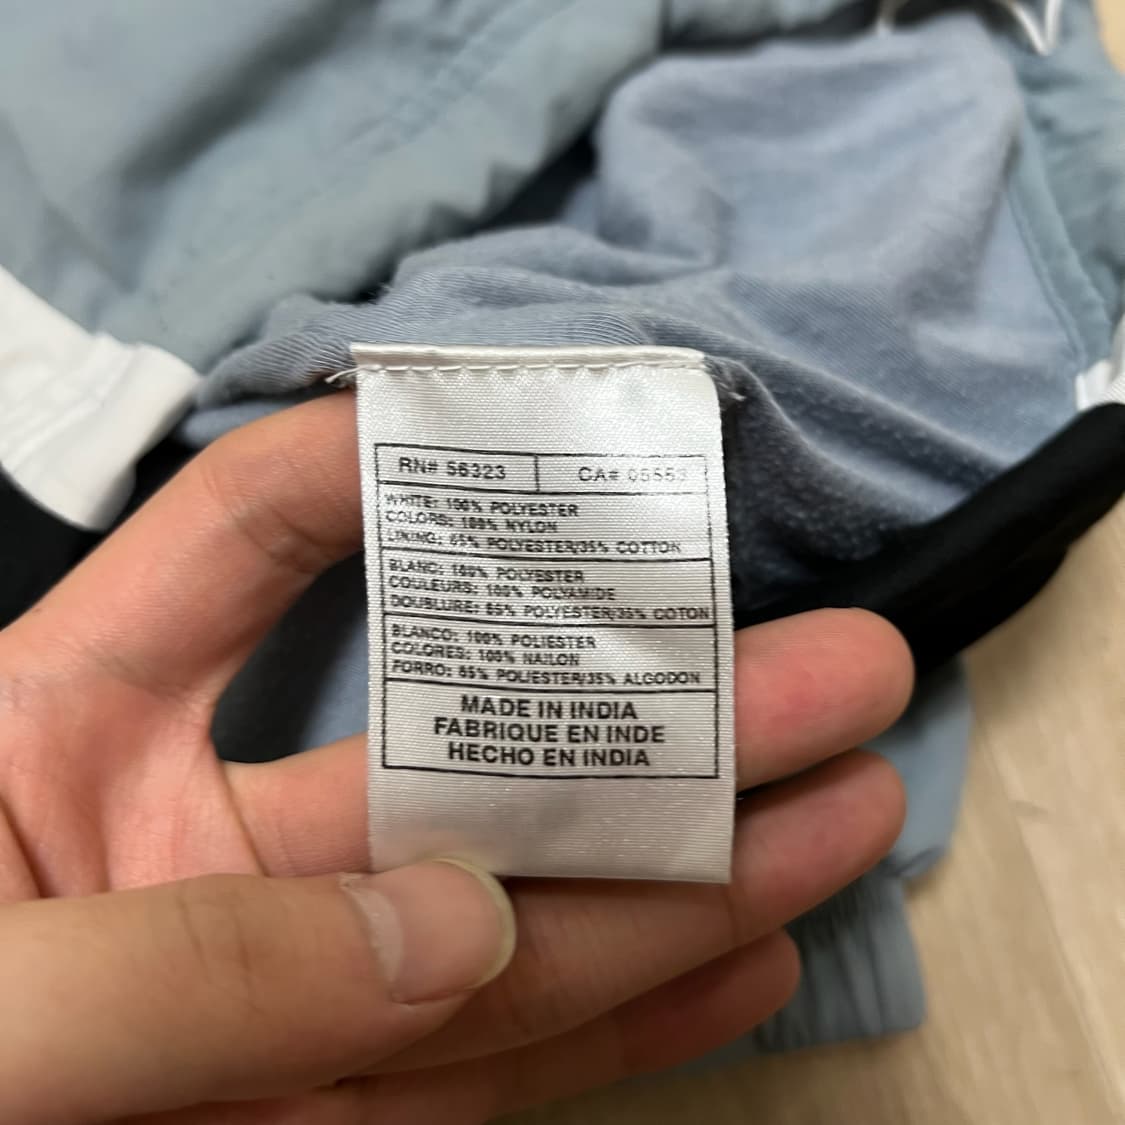 RN# 56323
CA# 05553
WHITE: 100% POLYESTER
COLORS: 100% NYLON
LINING: 65% POLYESTER/35% COTTON
BLANC: 100% POLYESTER
COULEURS: 100% POLYAMIDE
DOUBLURE: 65% POLYESTER/35% COTON
BLANCO: 100% POLIESTER
COLORES: 100% NAILON
FORRO: 65% POLIESTER/35% ALGODON
MADE IN INDIA
FABRIQUE EN INDE
HECHO EN INDIA